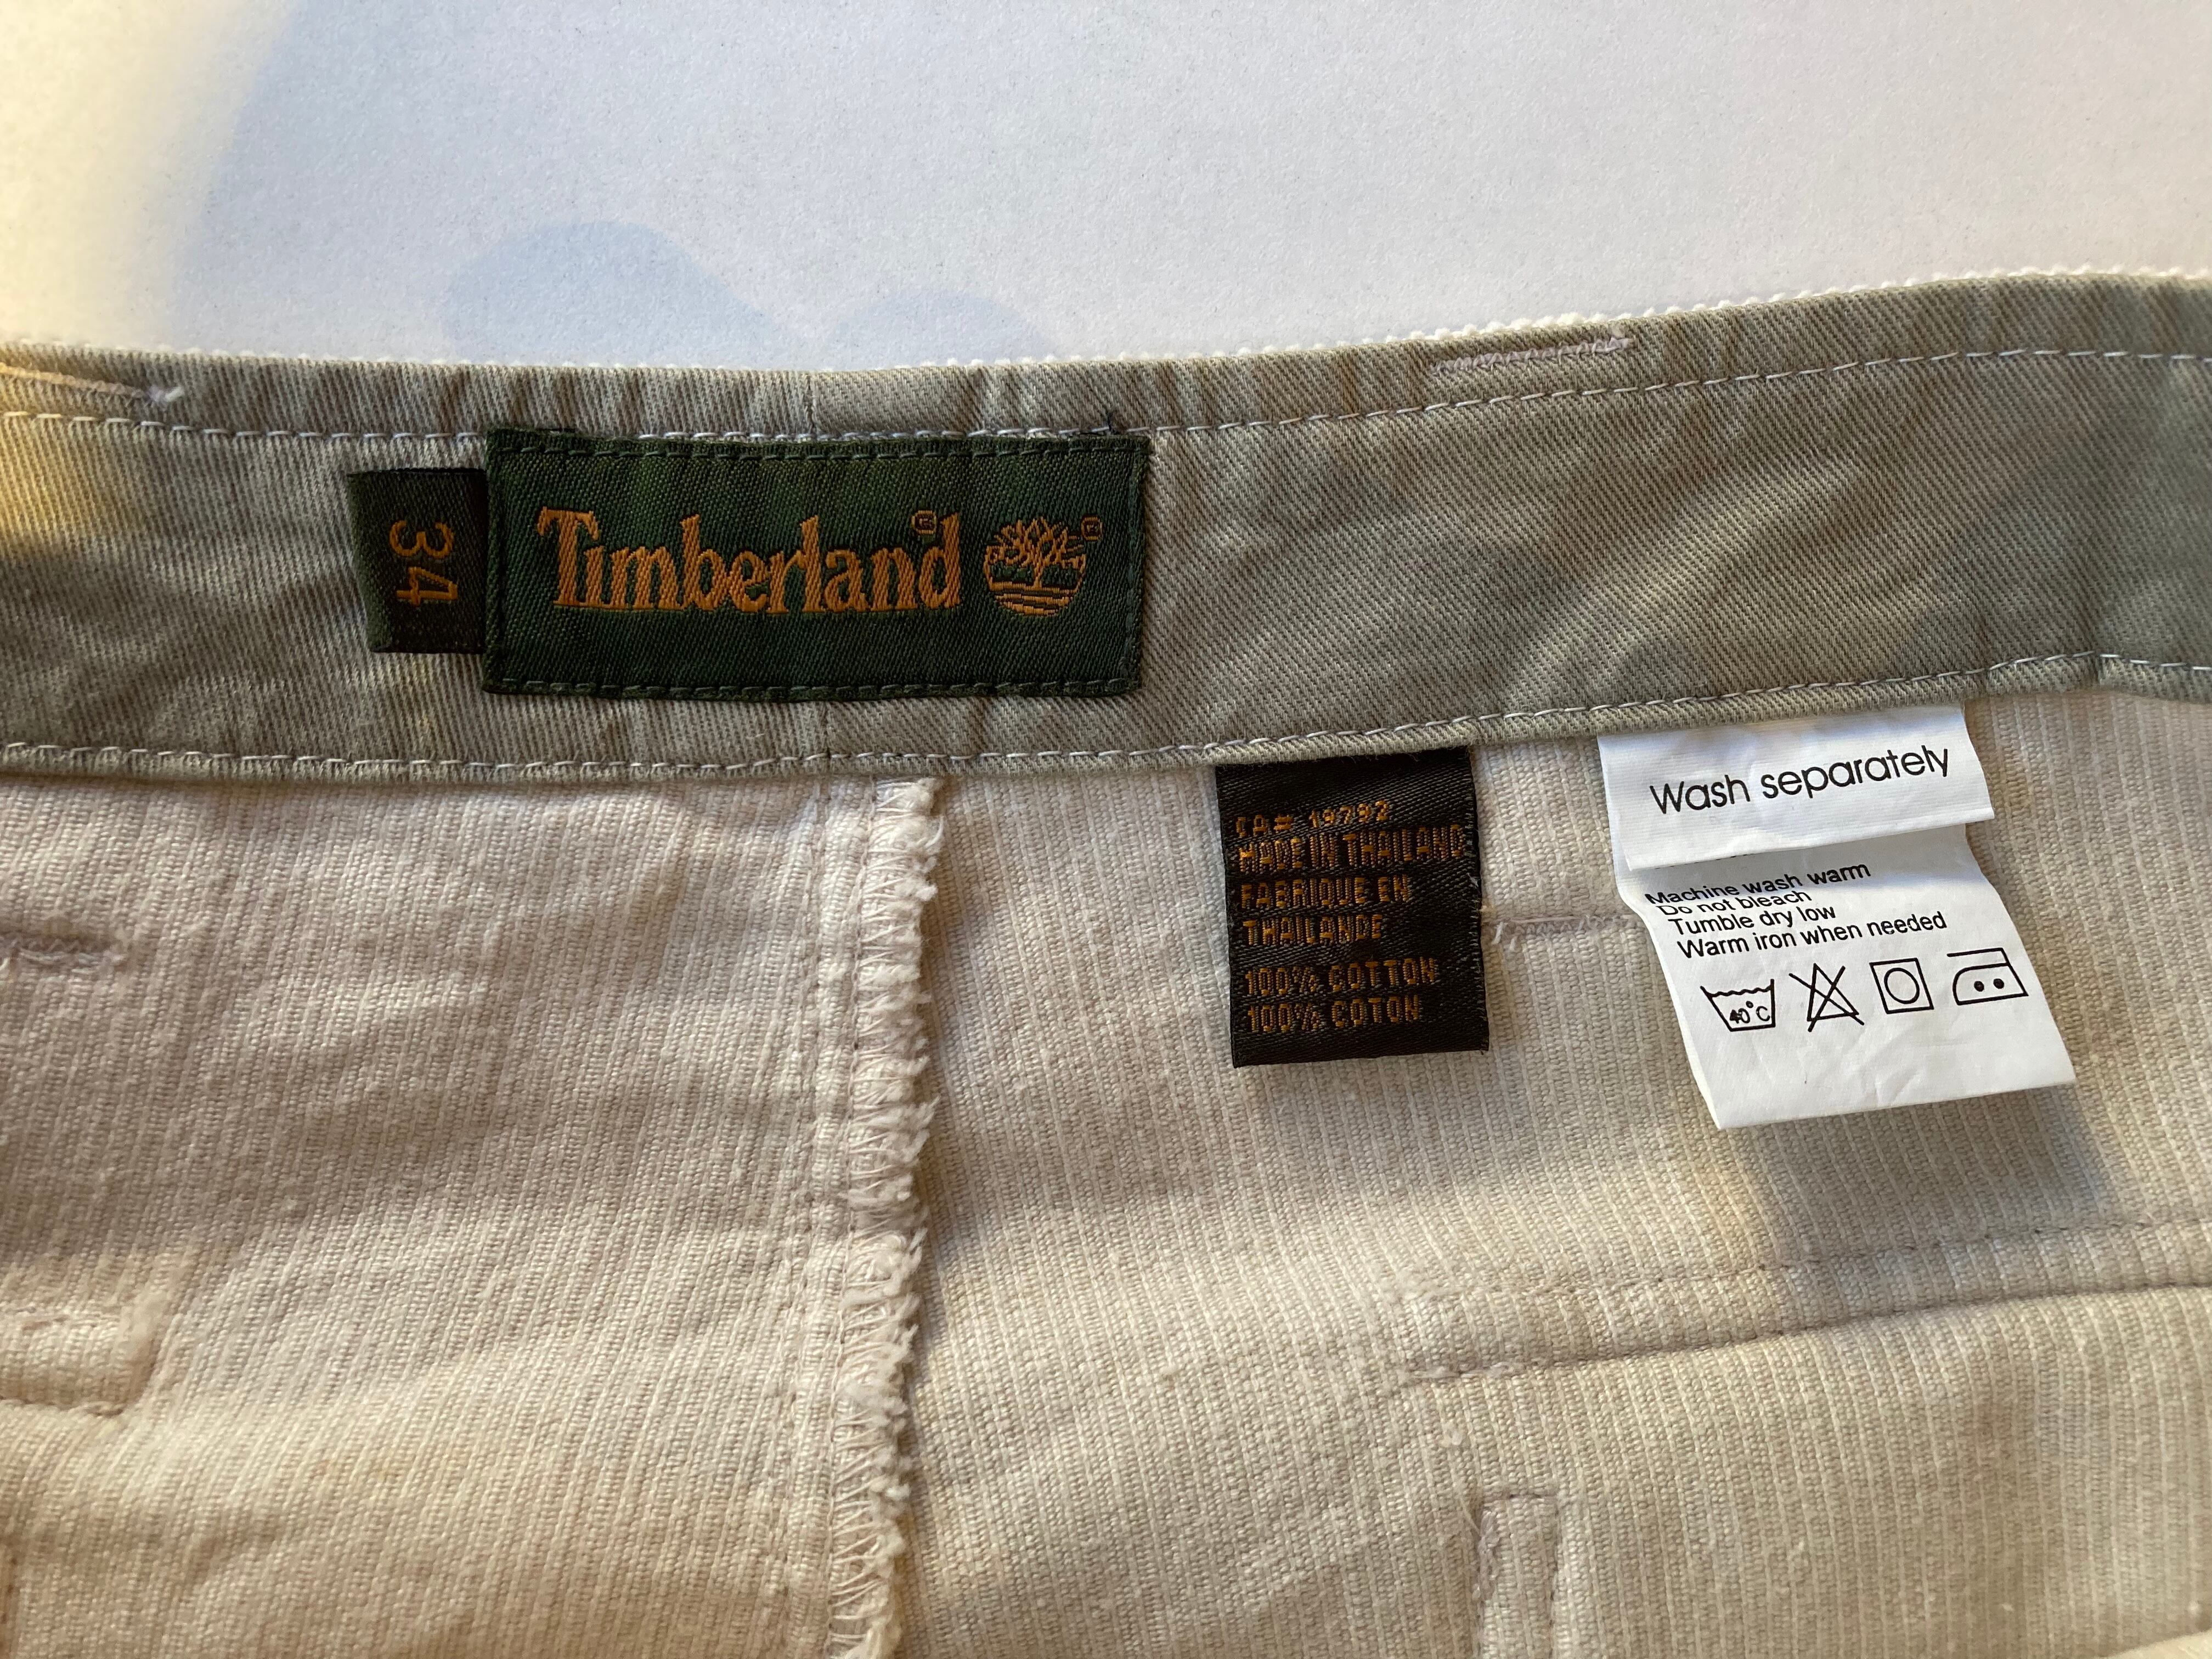 34
Timberland®
®
CA# 19792
MADE IN THAILAND
FABRIQUE EN
THAILANDE
100% COTTON
100% COTON
Wash separately
Machine wash warm
Do not bleach
Tumble dry low
Warm iron when needed
40°C